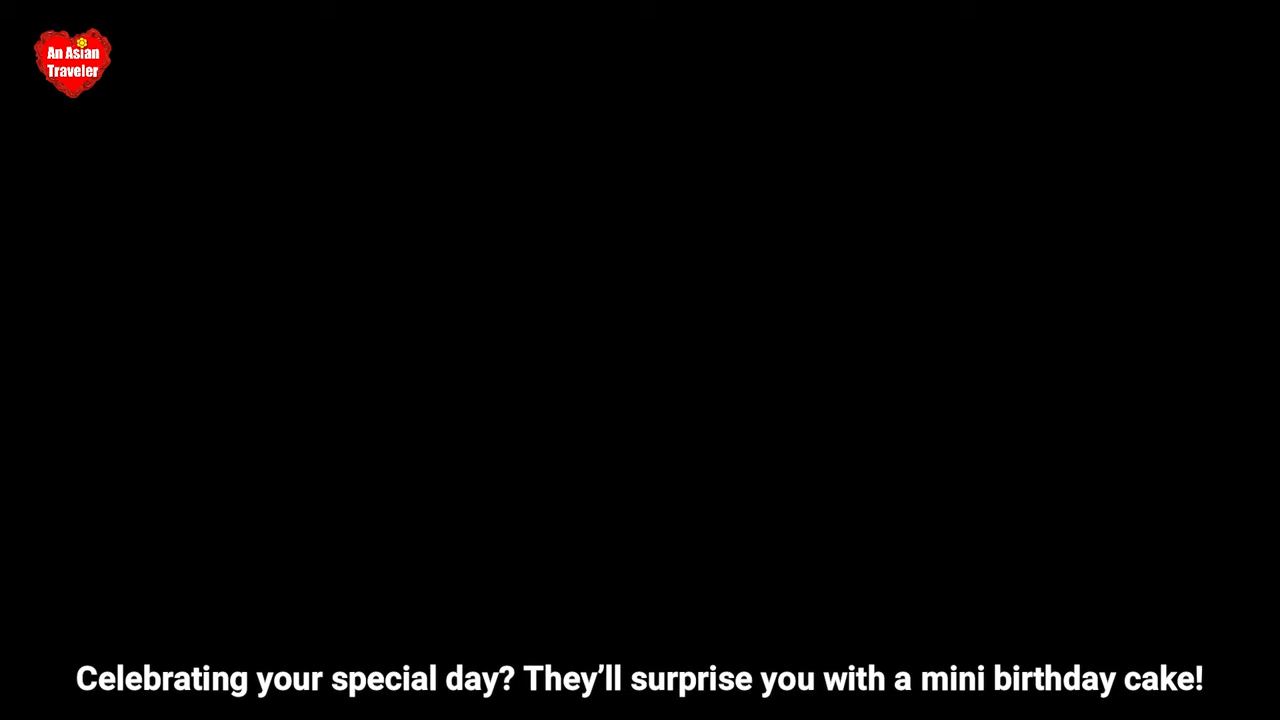 An Asian
Traveler
Celebrating your special day? They’ll surprise you with a mini birthday cake!